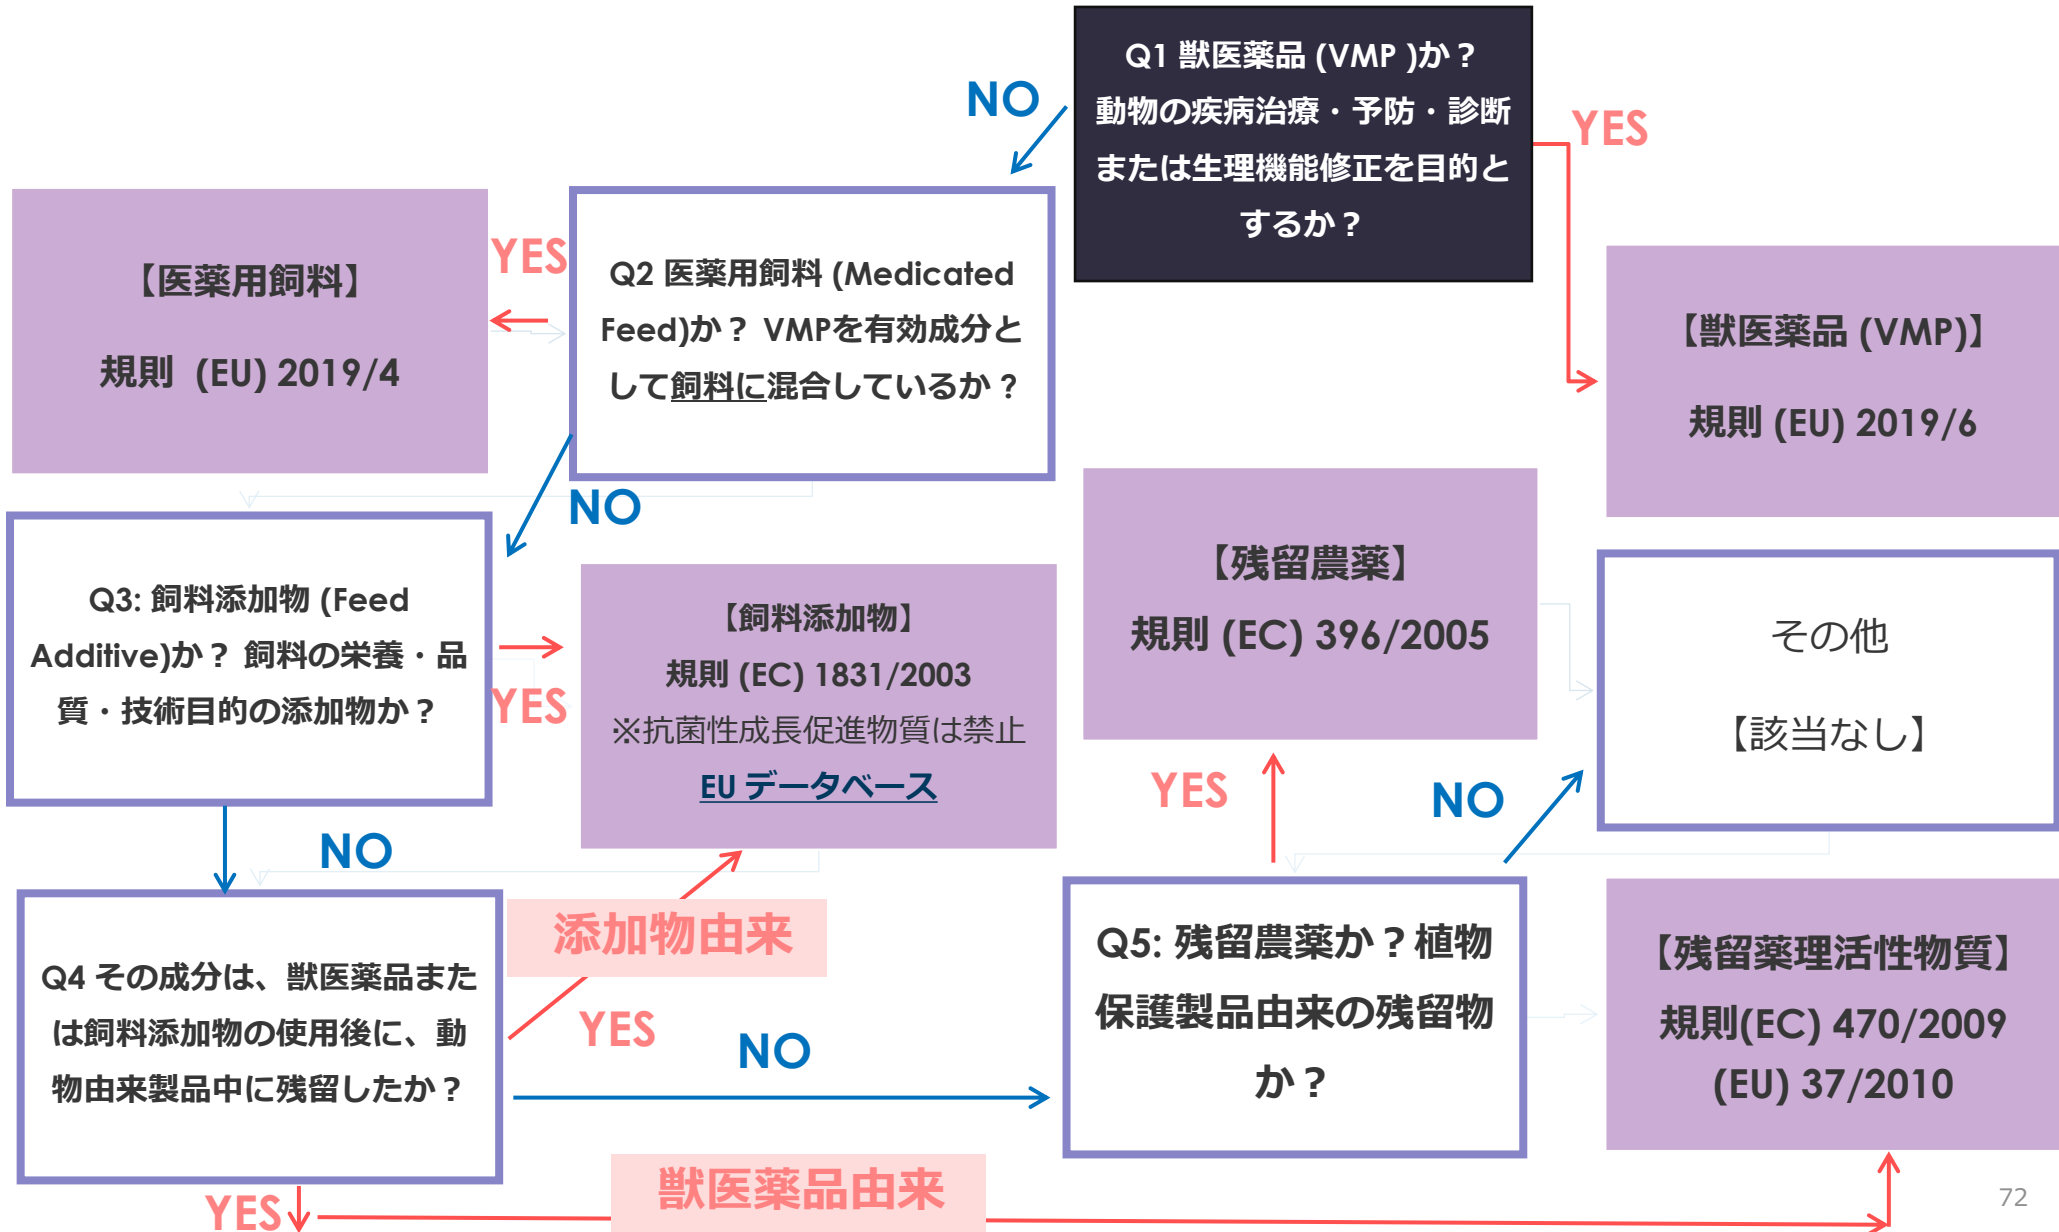 Q1 獣医薬品 (VMP )か？
動物の疾病治療・予防・診断
または生理機能修正を目的と
するか？
NO
YES
【医薬用飼料】
規則 (EU) 2019/4
YES
Q2 医薬用飼料 (Medicated
Feed)か？ VMPを有効成分と
して飼料に混合しているか？
【獣医薬品 (VMP)】
規則 (EU) 2019/6
NO
Q3: 飼料添加物 (Feed
Additive)か？ 飼料の栄養・品
質・技術目的の添加物か？
YES
【飼料添加物】
規則 (EC) 1831/2003
※抗菌性成長促進物質は禁止
EU データベース
【残留農薬】
規則 (EC) 396/2005
その他
【該当なし】
YES
NO
NO
添加物由来
Q4 その成分は、獣医薬品また
は飼料添加物の使用後に、動
物由来製品中に残留したか？
YES
NO
Q5: 残留農薬か？植物
保護製品由来の残留物
か？
【残留薬理活性物質】
規則(EC) 470/2009
(EU) 37/2010
YES
獣医薬品由来
72